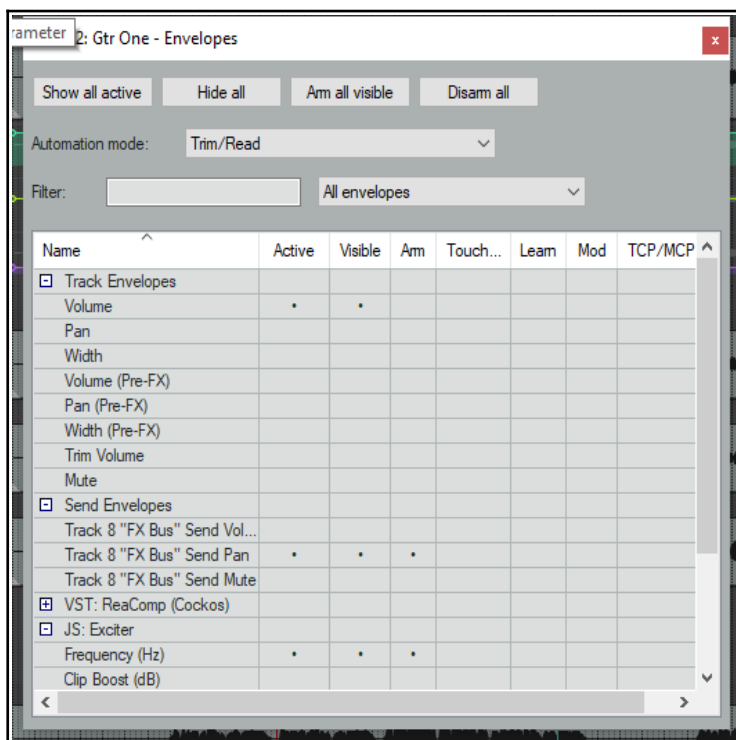 rameter
2: Gtr One - Envelopes
x
Show all active Hide all Arm all visible Disarm all
Automation mode: Trim/Read
Filter: All envelopes
Name Active Visible Arm Touch... Learn Mod TCP/MCP
Track Envelopes
Volume • •
Pan
Width
Volume (Pre-FX)
Pan (Pre-FX)
Width (Pre-FX)
Trim Volume
Mute
Send Envelopes
Track 8 "FX Bus" Send Vol...
Track 8 "FX Bus" Send Pan • • •
Track 8 "FX Bus" Send Mute
VST: ReaComp (Cockos)
JS: Exciter
Frequency (Hz) • • •
Clip Boost (dB)